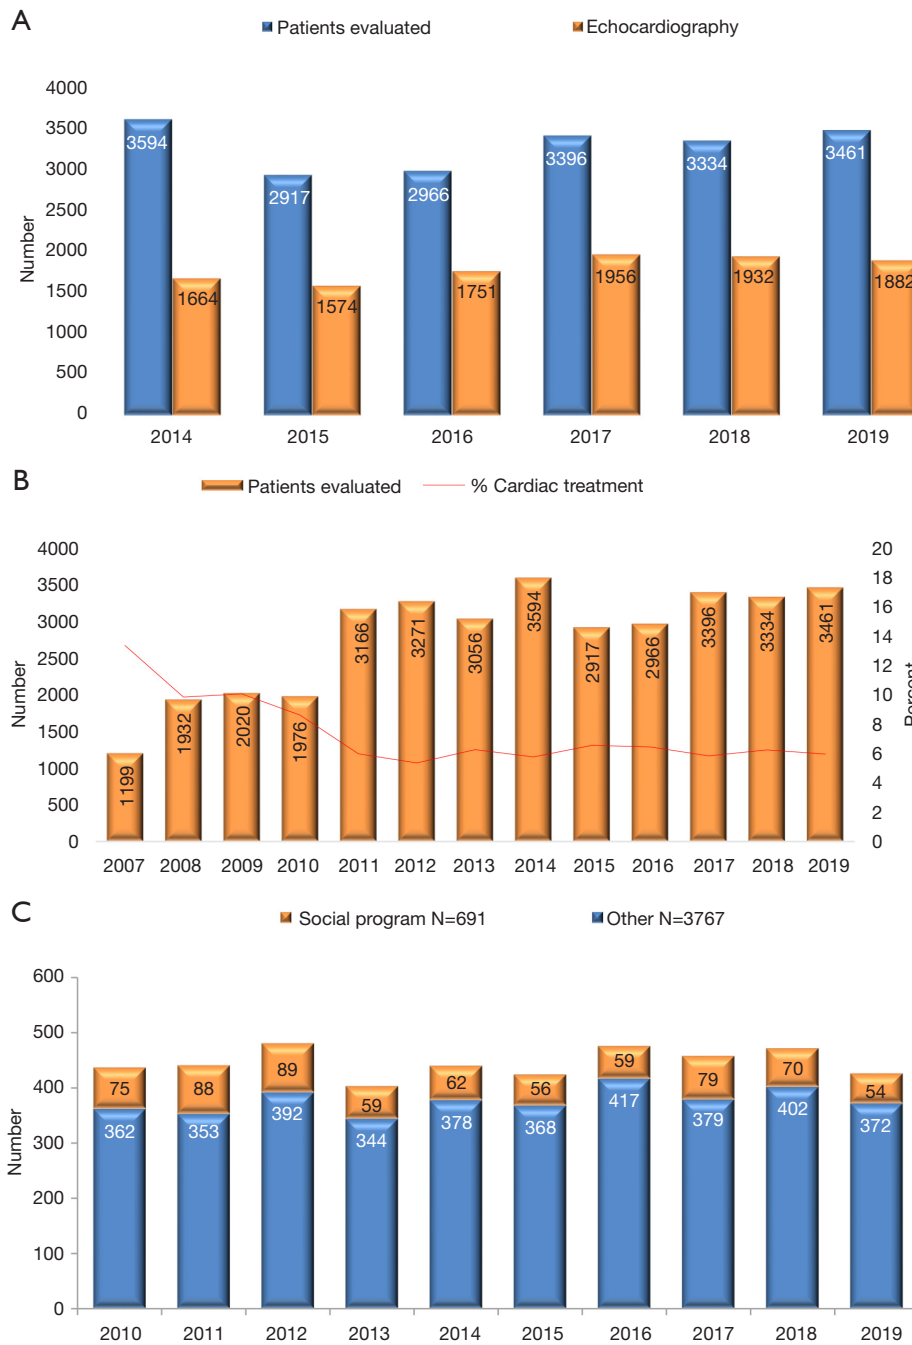 A
Patients evaluated Echocardiography
4000
3500
3000
2500
2000
1500
1000
500
0
Number
3594 2917 2966 3396 3334 3461
1664 1574 1751 1956 1932 1882
2014 2015 2016 2017 2018 2019
B
Patients evaluated % Cardiac treatment
4000
3500
3000
2500
2000
1500
1000
500
0
Number
20
18
16
14
12
10
8
6
4
2
0
Percent
1199 1932 2020 1976 3166 3271 3056 3594 2917 2966 3396 3334 3461
2007 2008 2009 2010 2011 2012 2013 2014 2015 2016 2017 2018 2019
C
Social program N=691 Other N=3767
600
500
400
300
200
100
0
Number
75 88 89 59 62 56 59 79 70 54
362 353 392 344 378 368 417 379 402 372
2010 2011 2012 2013 2014 2015 2016 2017 2018 2019